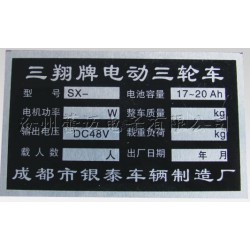 三翔牌电动三轮车
型号 SX- 电池容量 17~20 Ah
电机功率 W 整车质量 kg
输出电压 DC48V 载重负荷 kg
载人数 人 出厂日期 年 月
成都市银泰车辆制造厂